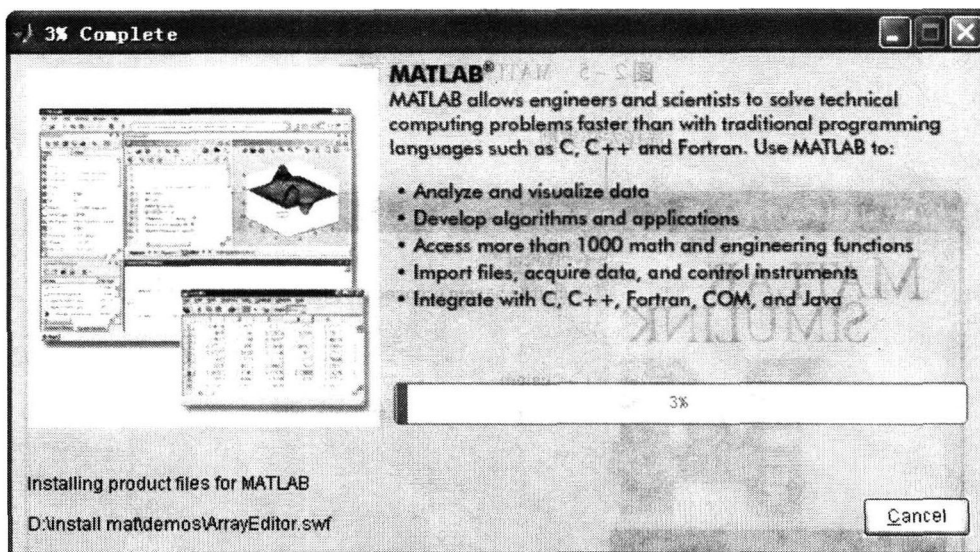 3% Complete
MATLAB®
MATLAB allows engineers and scientists to solve technical
computing problems faster than with traditional programming
languages such as C, C++ and Fortran. Use MATLAB to:
• Analyze and visualize data
• Develop algorithms and applications
• Access more than 1000 math and engineering functions
• Import files, acquire data, and control instruments
• Integrate with C, C++, Fortran, COM, and Java
3%
Installing product files for MATLAB
D:\install mat\demos\ArrayEditor.swf
Cancel